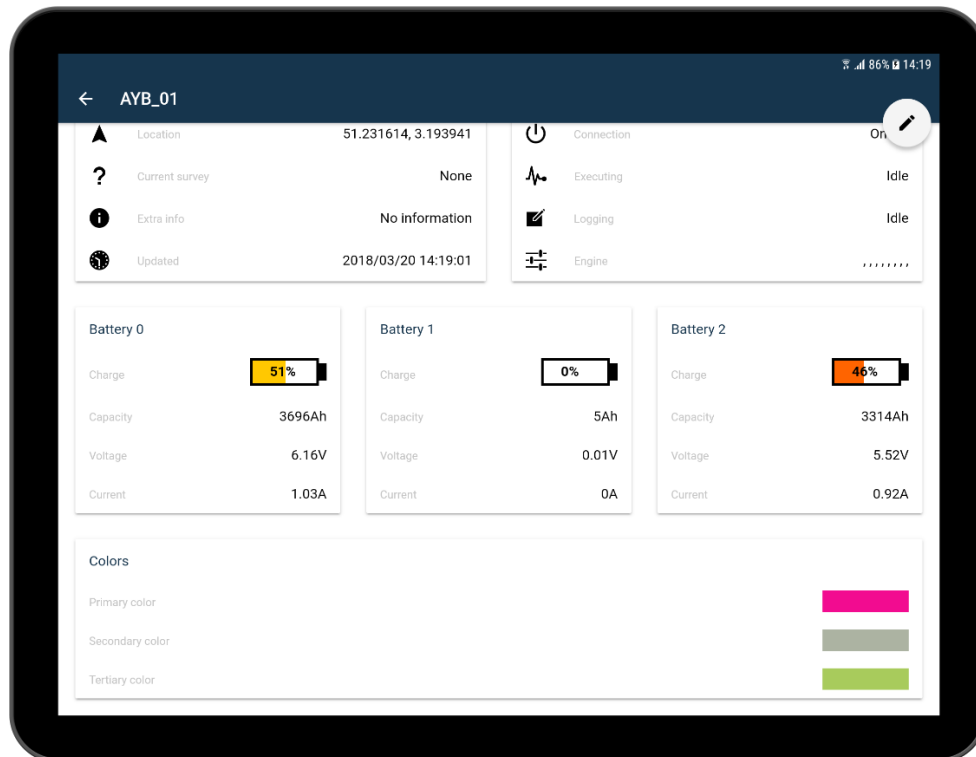 86% 14:19
AYB_01
Location 51.231614, 3.193941
Current survey None
Extra info No information
Updated 2018/03/20 14:19:01
Connection
Executing Idle
Logging Idle
Engine ,,,,,,,,
Battery 0
Charge 51%
Capacity 3696Ah
Voltage 6.16V
Current 1.03A
Battery 1
Charge 0%
Capacity 5Ah
Voltage 0.01V
Current 0A
Battery 2
Charge 46%
Capacity 3314Ah
Voltage 5.52V
Current 0.92A
Colors
Primary color
Secondary color
Tertiary color